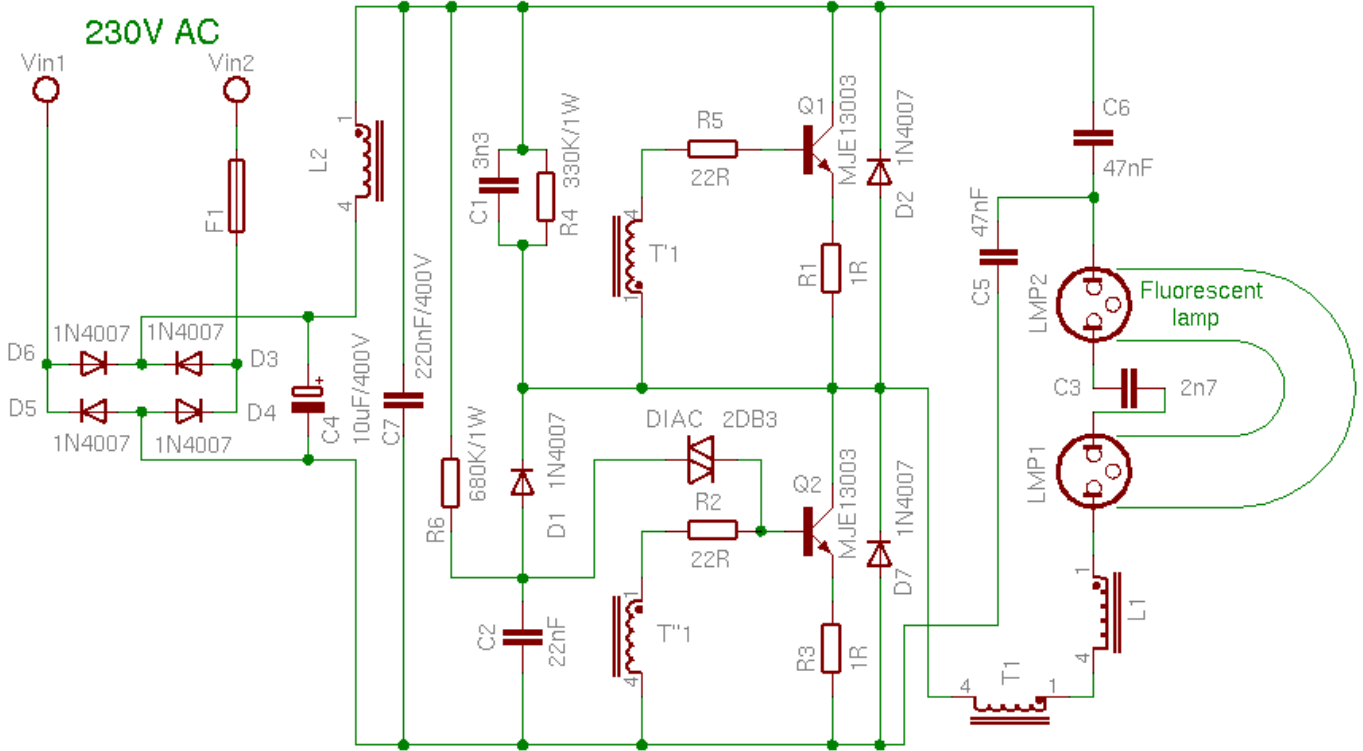 230V AC
Vin1
Vin2
F1
L2
1
4
1N4007
1N4007
D6
D3
D5
D4
1N4007
1N4007
+
C4
10uF/400V
C7
220nF/400V
R6
680K/1W
C1
3n3
R4
330K/1W
D1
1N4007
C2
22nF
T'1
4
1
R5
22R
Q1
MJE13003
R1
1R
D2
1N4007
DIAC
2DB3
R2
22R
T"1
1
4
Q2
MJE13003
R3
1R
D7
1N4007
C6
47nF
C5
47nF
LMP2
Fluorescent
lamp
C3
2n7
LMP1
L1
1
4
T1
4
1